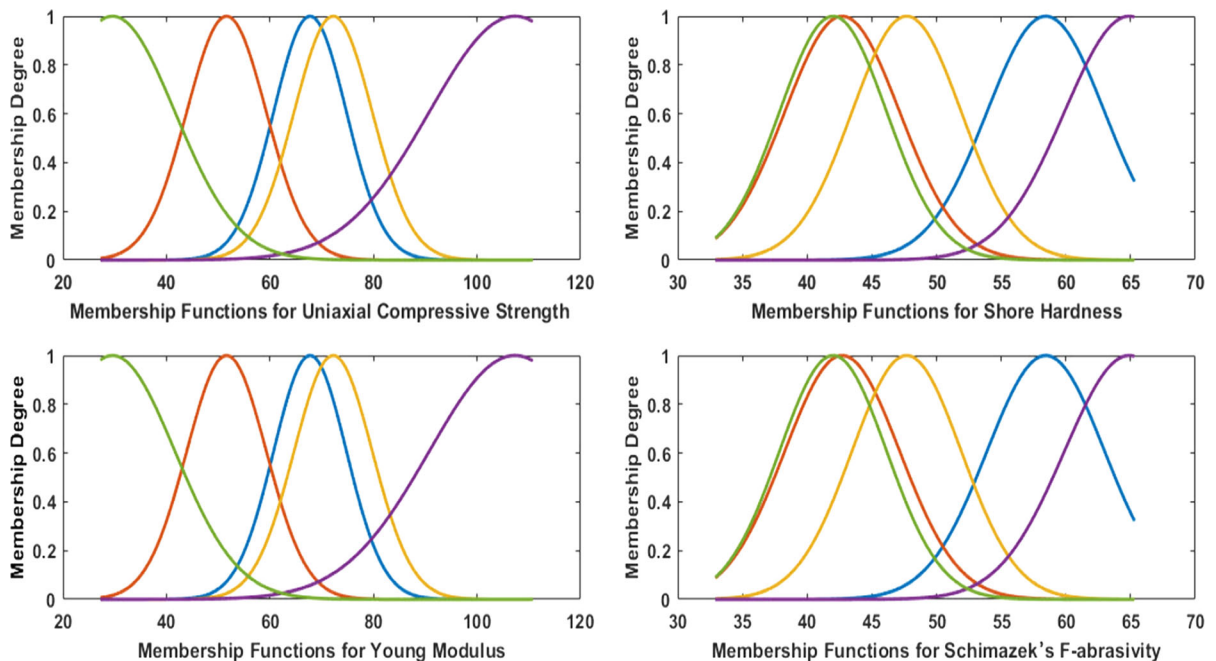 Membership Degree
1
0.8
0.6
0.4
0.2
0
20 40 60 80 100 120
Membership Functions for Uniaxial Compressive Strength
Membership Degree
1
0.8
0.6
0.4
0.2
0
30 35 40 45 50 55 60 65 70
Membership Functions for Shore Hardness
Membership Degree
1
0.8
0.6
0.4
0.2
0
20 40 60 80 100 120
Membership Functions for Young Modulus
Membership Degree
1
0.8
0.6
0.4
0.2
0
30 35 40 45 50 55 60 65 70
Membership Functions for Schimazek's F-abrasivity